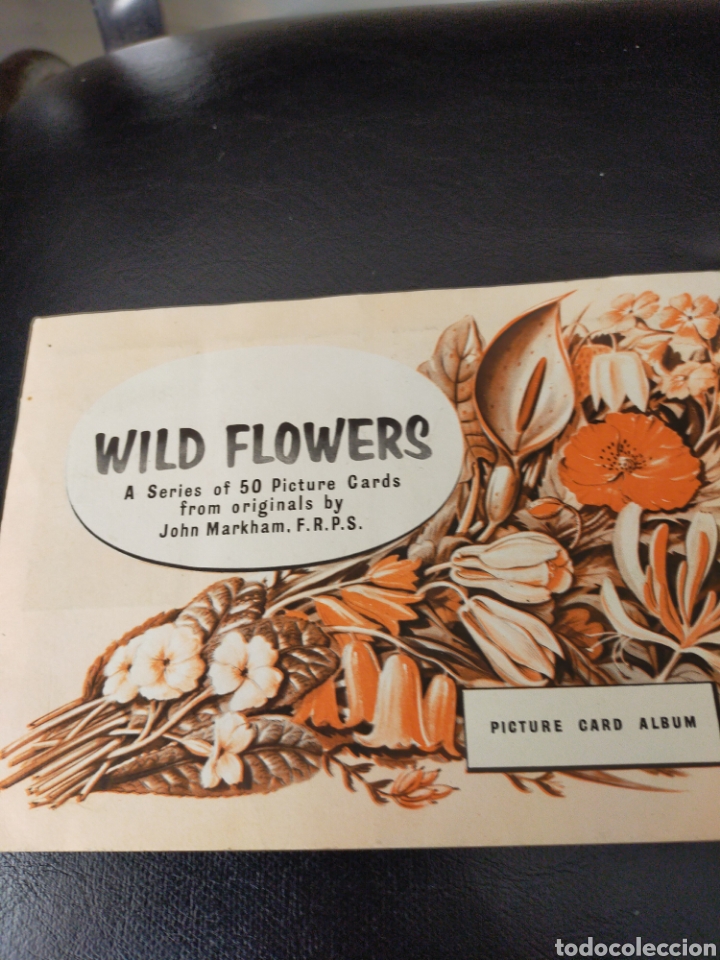 WILD FLOWERS
A Series of 50 Picture Cards
from originals by
John Markham, F.R.P.S.
PICTURE CARD ALBUM
todocoleccion